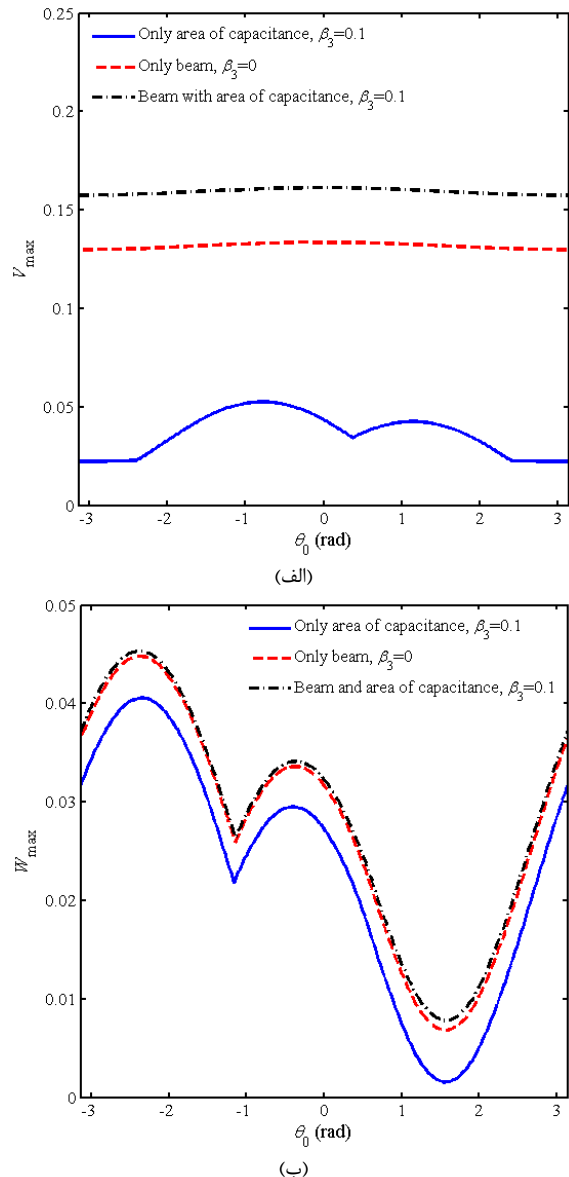 Only area of capacitance, β3=0.1
Only beam, β3=0
Beam with area of capacitance, β3=0.1
0.25
0.2
0.15
0.1
0.05
0
Vmax
-3 -2 -1 0 1 2 3
θ0 (rad)
(الف)
Only area of capacitance, β3=0.1
Only beam, β3=0
Beam and area of capacitance, β3=0.1
0.05
0.04
0.03
0.02
0.01
0
Wmax
-3 -2 -1 0 1 2 3
θ0 (rad)
(ب)